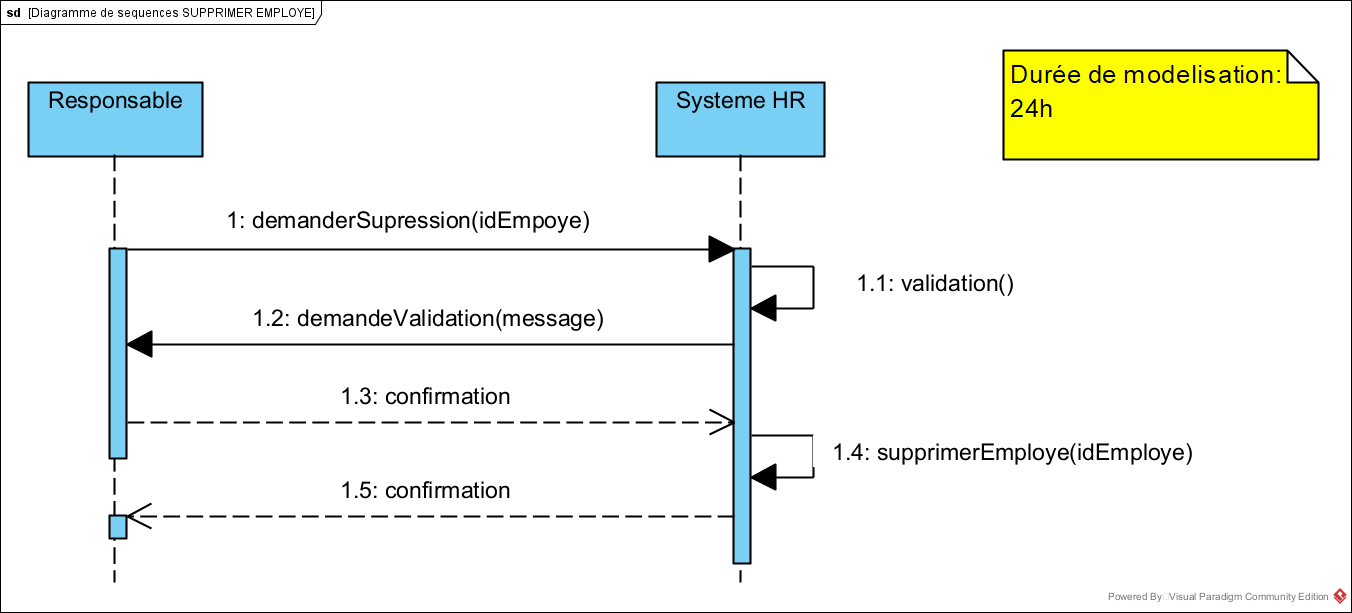 sd [Diagramme de sequences SUPPRIMER EMPLOYE]
Responsable
Systeme HR
Durée de modelisation:
24h
1: demanderSupression(idEmpoye)
1.1: validation()
1.2: demandeValidation(message)
1.3: confirmation
1.4: supprimerEmploye(idEmploye)
1.5: confirmation
Powered By Visual Paradigm Community Edition